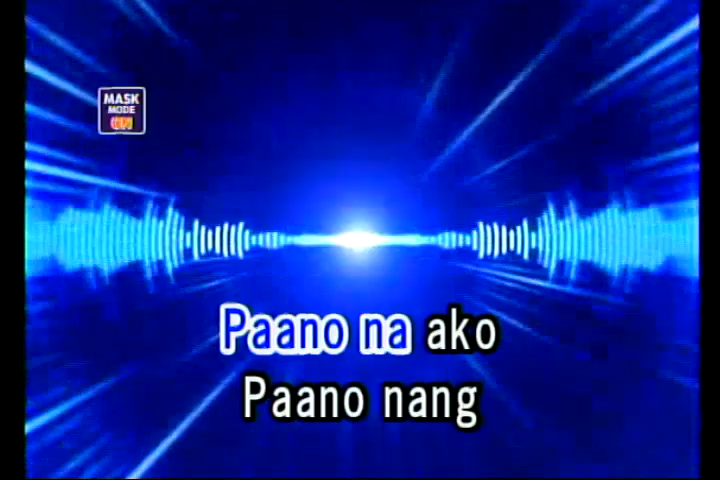 MASK
MODE
ON
Paano na ako
Paano nang